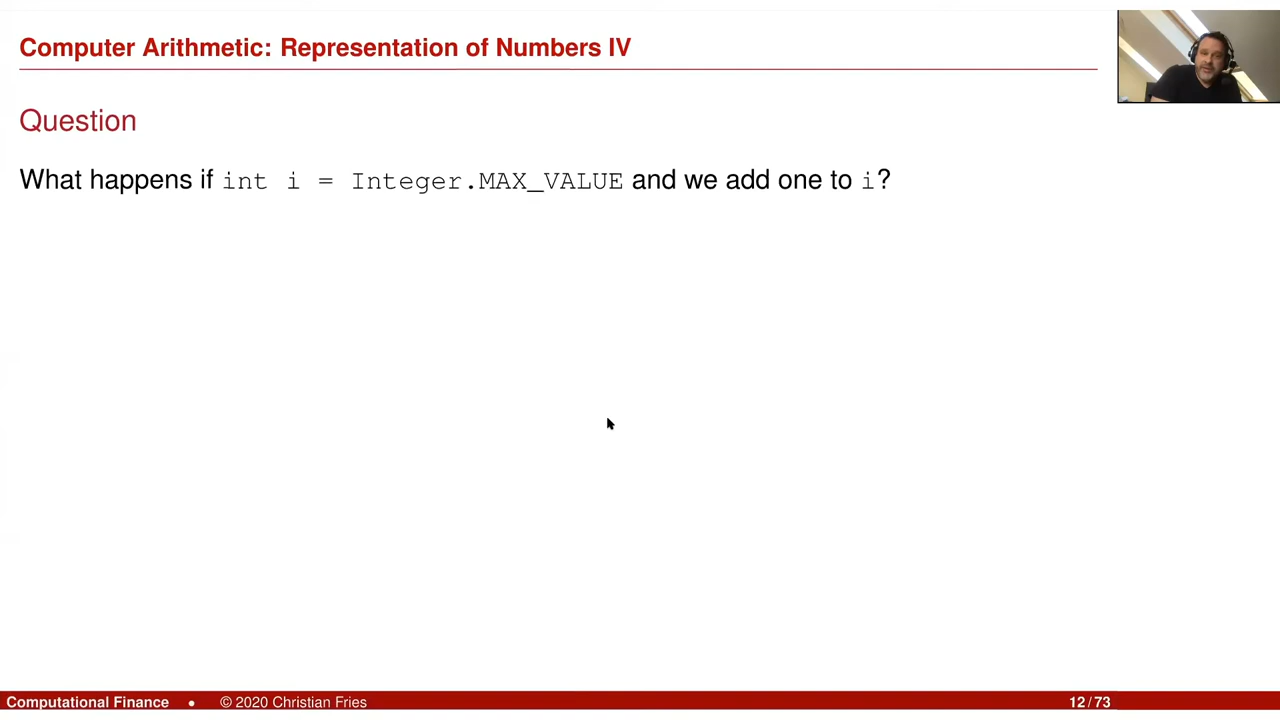 Computer Arithmetic: Representation of Numbers IV
Question
What happens if int i = Integer.MAX_VALUE and we add one to i?
Computational Finance • © 2020 Christian Fries 12 / 73